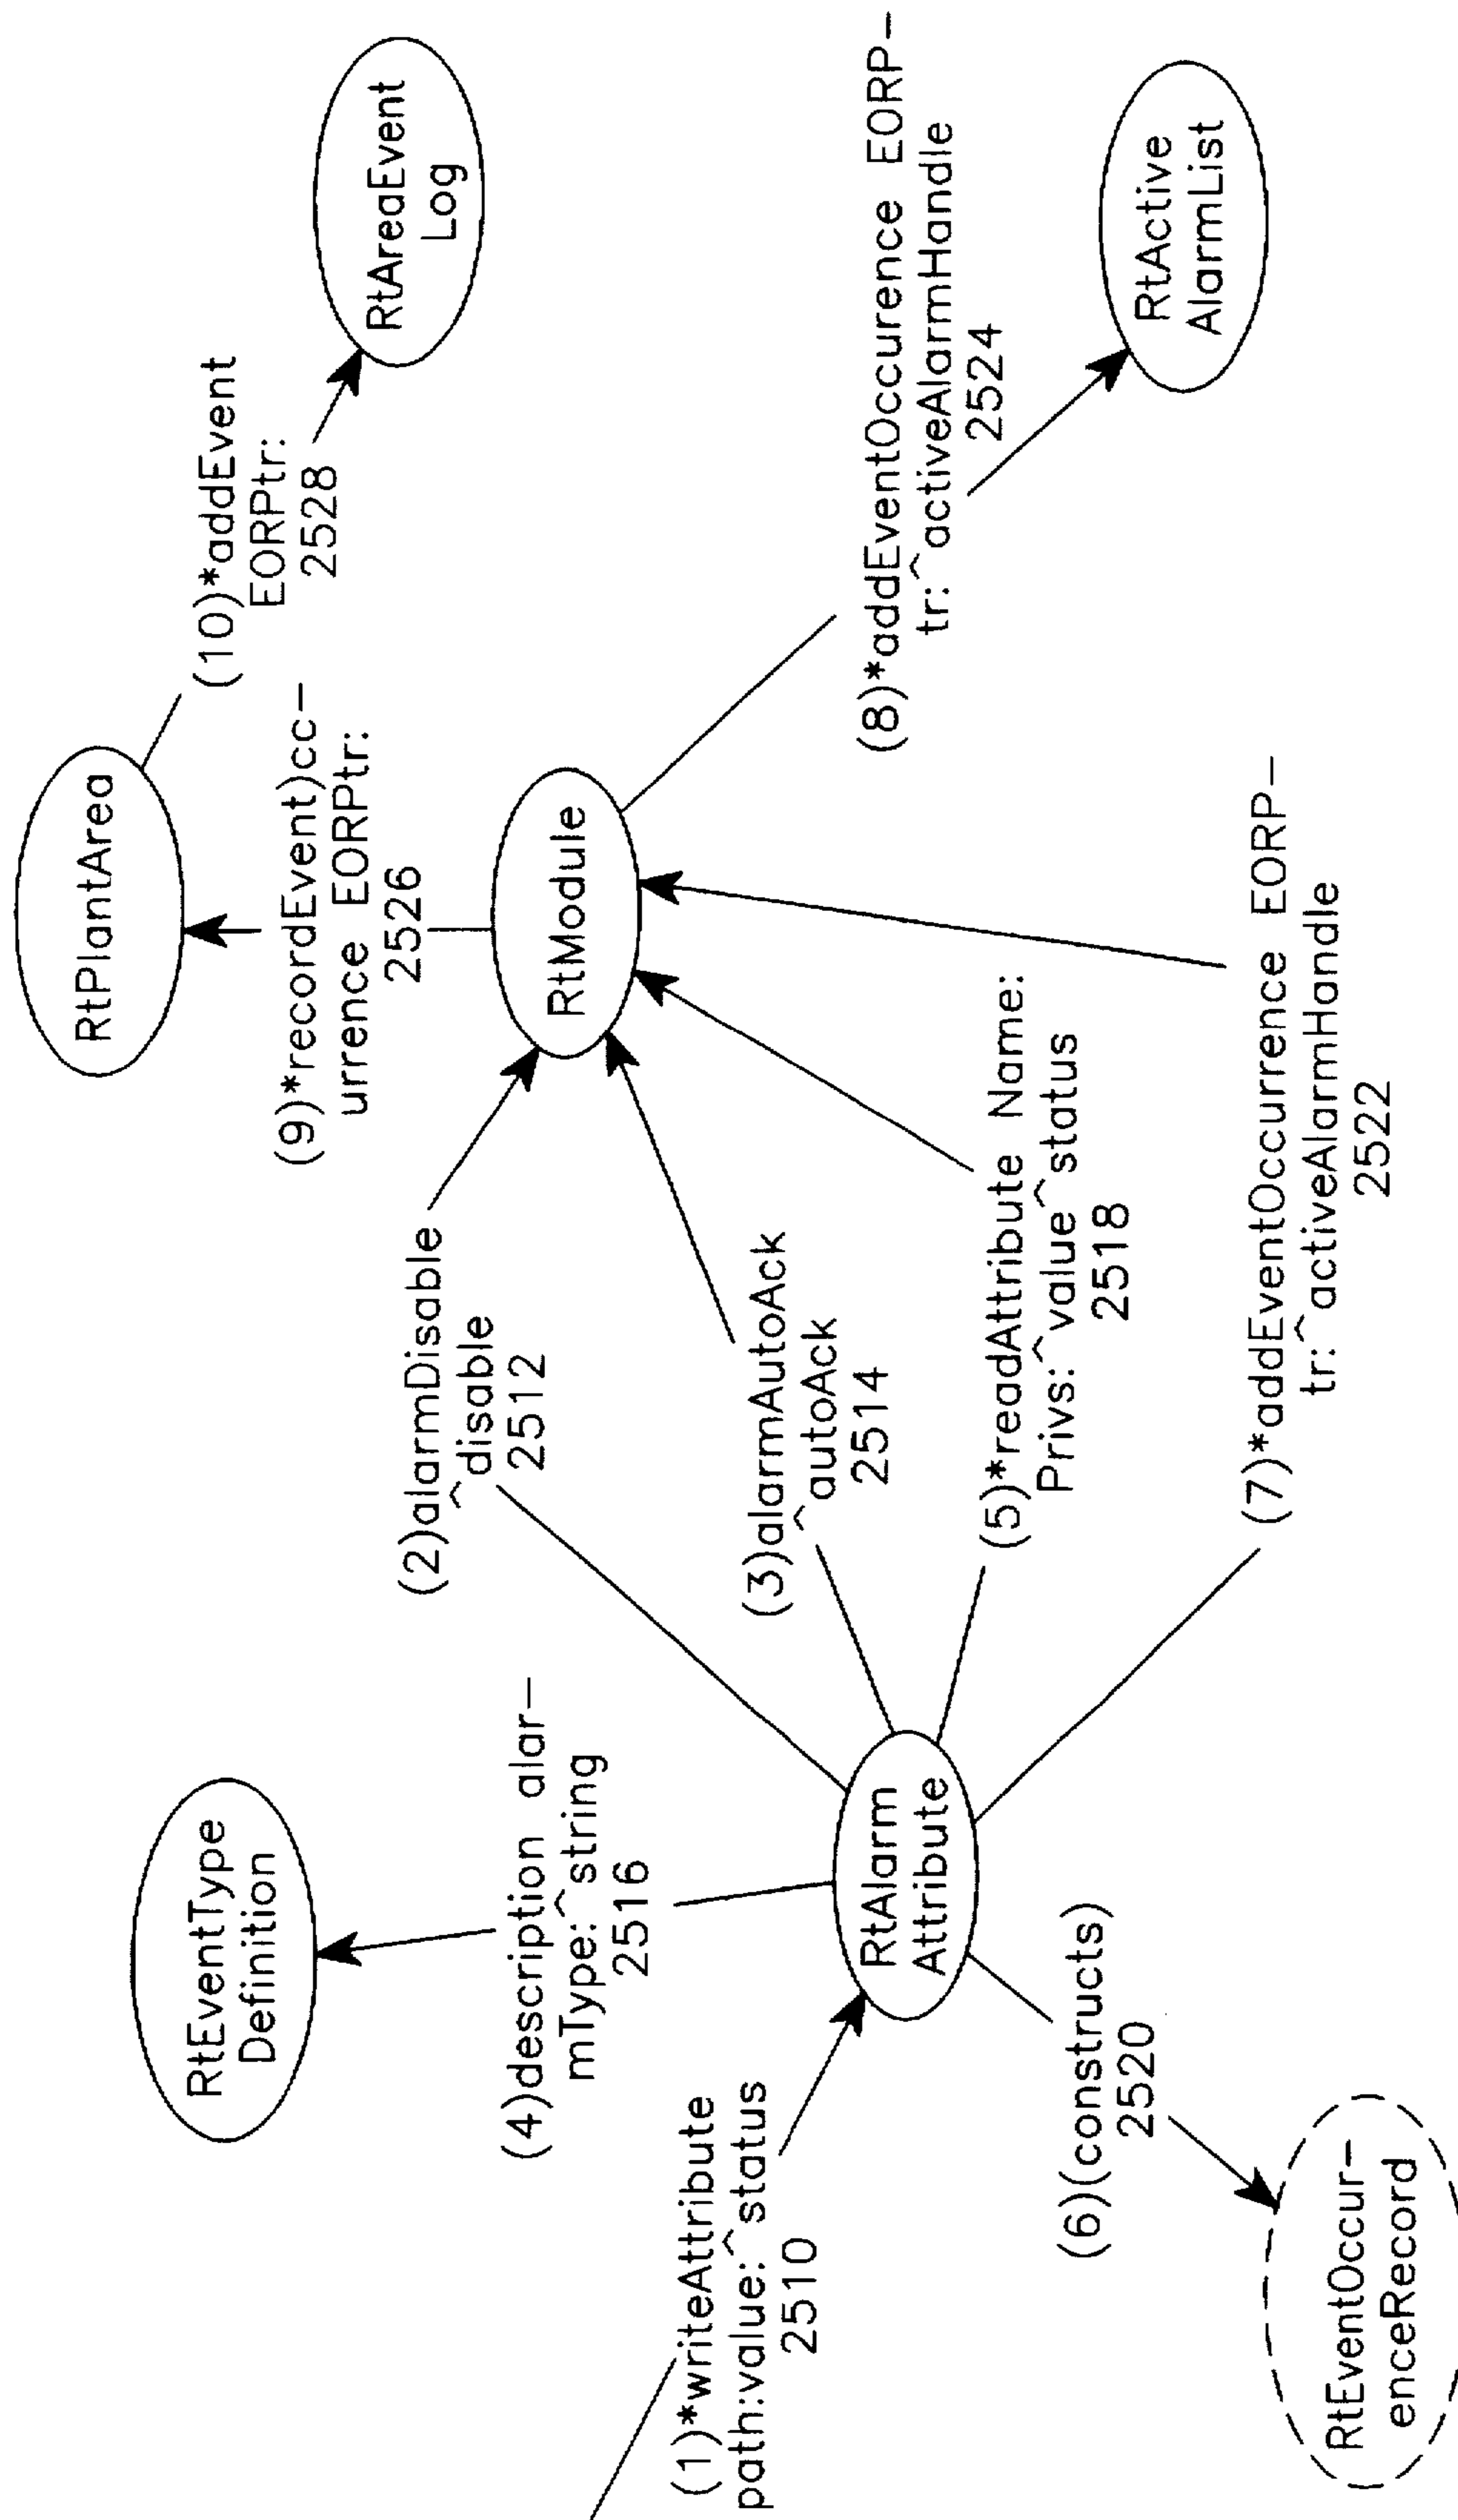 RtPlantArea
(10)*addEvent
EORPtr:
2528
RtAreaEvent
Log
(9)*recordEvent)cc-
urrence EORPtr:
2526
RtEventType
Definition
(2)alarmDisable
^disable
2512
RtModule
(4)description alar-
mType:^string
2516
(3)alarmAutoAck
^autoAck
2514
(8)*addEventOccurence EORP-
tr:^activeAlarmHandle
2524
(1)*writeAttribute
path:value:^status
2510
RtAlarm
Attribute
(5)*readAttribute Name:
Privs:^value^status
2518
RtActive
AlarmList
(6)(constructs)
2520
(7)*addEventOccurrence EORP-
tr:^activeAlarmHandle
2522
RtEventOccur-
enceRecord